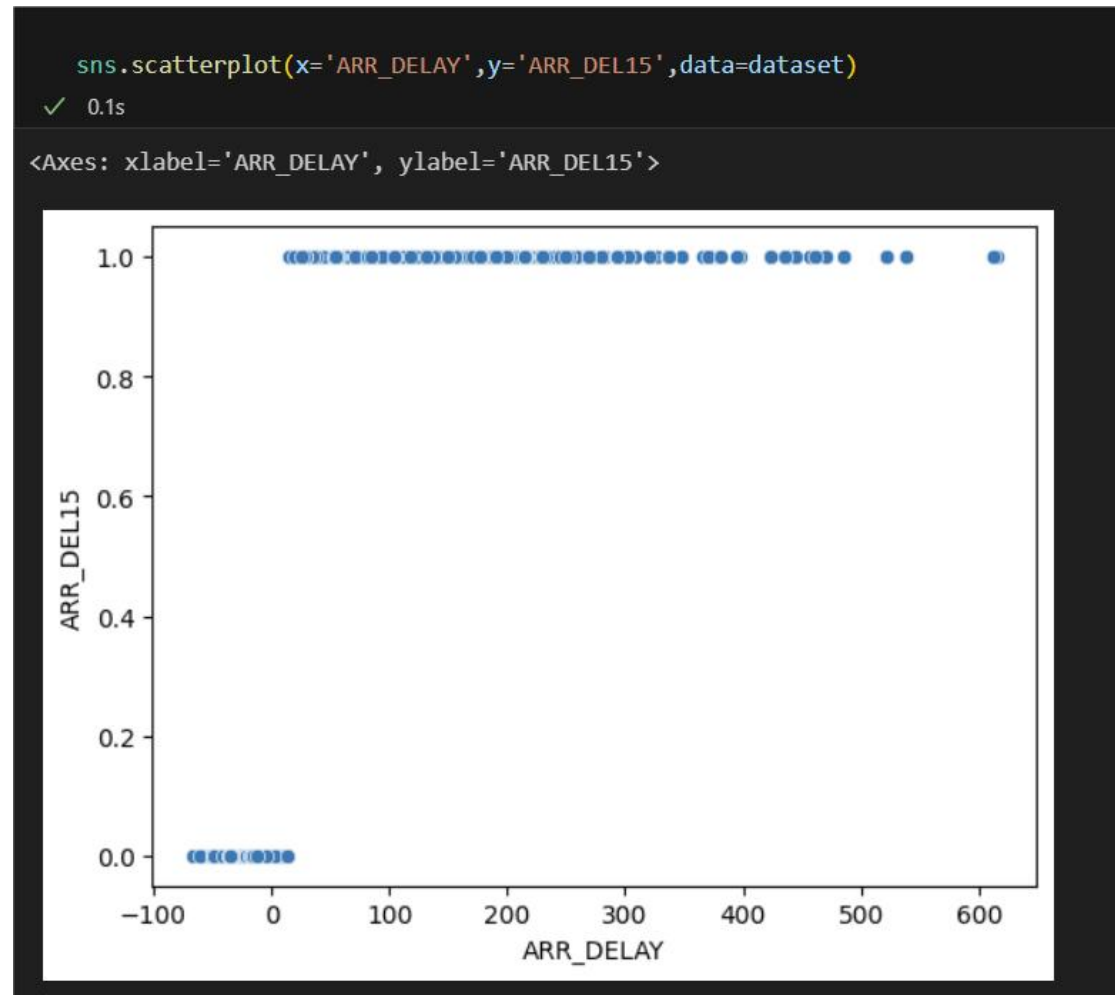 sns.scatterplot(x='ARR_DELAY',y='ARR_DEL15',data=dataset)
✓ 0.1s
<Axes: xlabel='ARR_DELAY', ylabel='ARR_DEL15'>
1.0
0.8
0.6
0.4
0.2
0.0
ARR_DEL15
−100 0 100 200 300 400 500 600
ARR_DELAY